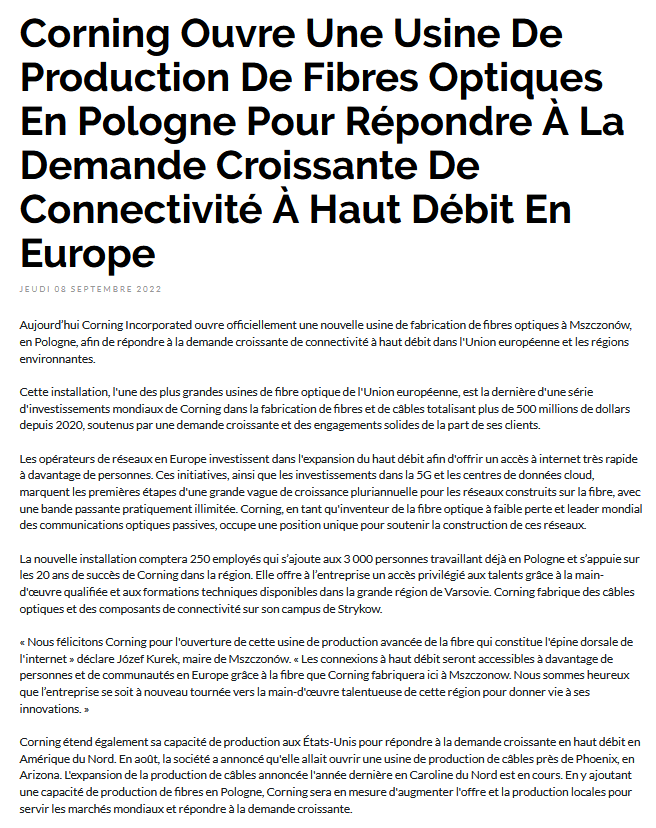 Corning Ouvre Une Usine De
Production De Fibres Optiques
En Pologne Pour Répondre À La
Demande Croissante De
Connectivité À Haut Débit En
Europe
JEUDI 08 SEPTEMBRE 2022
Aujourd’hui Corning Incorporated ouvre officiellement une nouvelle usine de fabrication de fibres optiques à Mszczonów,
en Pologne, afin de répondre à la demande croissante de connectivité à haut débit dans l'Union européenne et les régions
environnantes.
Cette installation, l'une des plus grandes usines de fibre optique de l'Union européenne, est la dernière d'une série
d'investissements mondiaux de Corning dans la fabrication de fibres et de câbles totalisant plus de 500 millions de dollars
depuis 2020, soutenus par une demande croissante et des engagements solides de la part de ses clients.
Les opérateurs de réseaux en Europe investissent dans l'expansion du haut débit afin d'offrir un accès à internet très rapide
à davantage de personnes. Ces initiatives, ainsi que les investissements dans la 5G et les centres de données cloud,
marquent les premières étapes d'une grande vague de croissance pluriannuelle pour les réseaux construits sur la fibre, avec
une bande passante pratiquement illimitée. Corning, en tant qu'inventeur de la fibre optique à faible perte et leader mondial
des communications optiques passives, occupe une position unique pour soutenir la construction de ces réseaux.
La nouvelle installation comptera 250 employés qui s’ajoute aux 3 000 personnes travaillant déjà en Pologne et s’appuie sur
les 20 ans de succès de Corning dans la région. Elle offre à l’entreprise un accès privilégié aux talents grâce à la main-
d'œuvre qualifiée et aux formations techniques disponibles dans la grande région de Varsovie. Corning fabrique des câbles
optiques et des composants de connectivité sur son campus de Strykow.
« Nous félicitons Corning pour l'ouverture de cette usine de production avancée de la fibre qui constitue l'épine dorsale de
l'internet » déclare Józef Kurek, maire de Mszczonów. « Les connexions à haut débit seront accessibles à davantage de
personnes et de communautés en Europe grâce à la fibre que Corning fabriquera ici à Mszczonow. Nous sommes heureux
que l’entreprise se soit à nouveau tournée vers la main-d'œuvre talentueuse de cette région pour donner vie à ses
innovations. »
Corning étend également sa capacité de production aux États-Unis pour répondre à la demande croissante en haut débit en
Amérique du Nord. En août, la société a annoncé qu'elle allait ouvrir une usine de production de câbles près de Phoenix, en
Arizona. L'expansion de la production de câbles annoncée l'année dernière en Caroline du Nord est en cours. En y ajoutant
une capacité de production de fibres en Pologne, Corning sera en mesure d'augmenter l'offre et la production locales pour
servir les marchés mondiaux et répondre à la demande croissante.